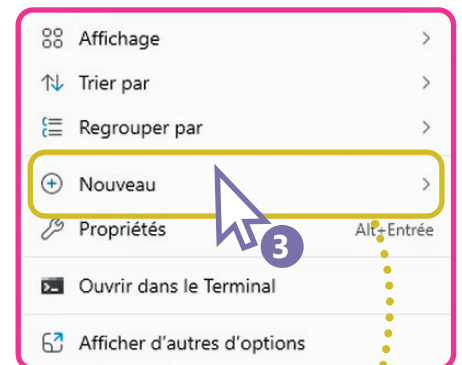 Affichage
Trier par
Regrouper par
Nouveau
Propriétés Alt+Entrée
3
Ouvrir dans le Terminal
Afficher d'autres d'options